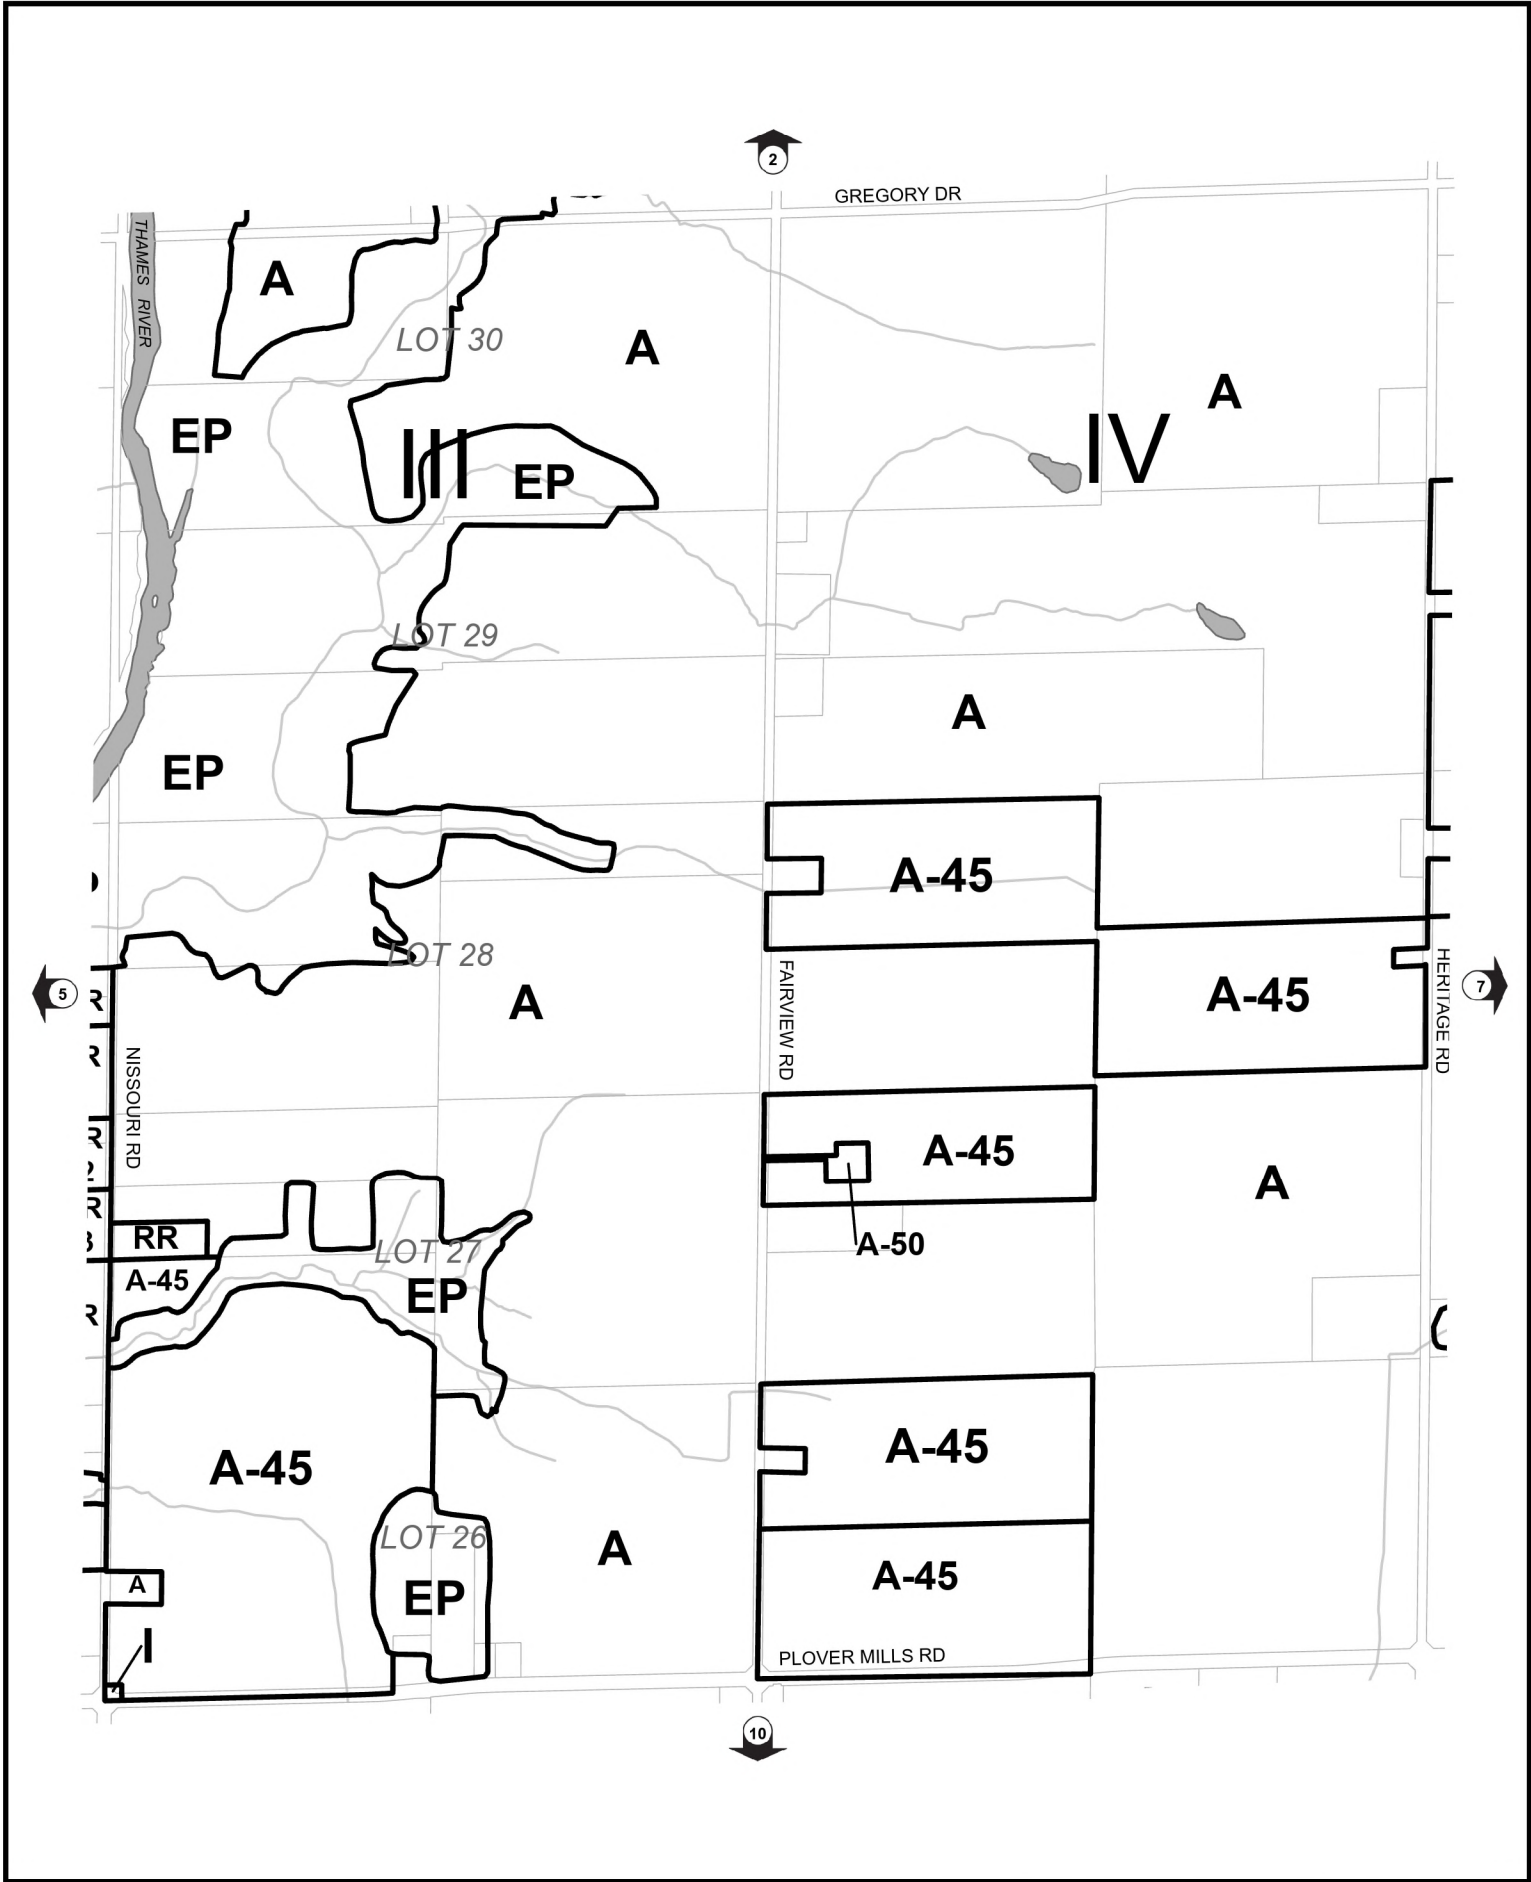 2
GREGORY DR
THAMES RIVER
A
LOT 30
A
A
EP
III
EP
IV
LOT 29
A
EP
A-45
LOT 28
5
R
A
FAIRVIEW RD
A-45
HERITAGE RD
7
R
NISSOURI RD
R
A-45
A
R
RR
LOT 27
A-50
A-45
EP
R
A-45
A-45
LOT 26
A
A
EP
A-45
I
PLOVER MILLS RD
10